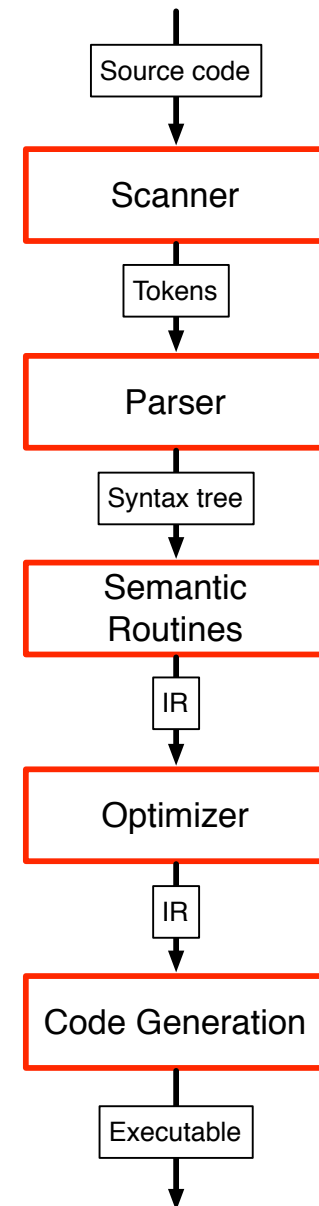 Source code
Scanner
Tokens
Parser
Syntax tree
Semantic
Routines
IR
Optimizer
IR
Code Generation
Executable